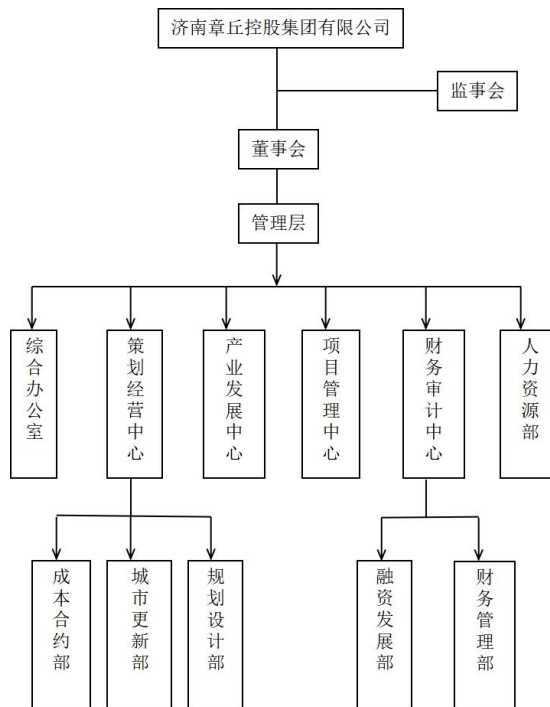 济南章丘控股集团有限公司
监事会
董事会
管理层
综合办公室
策划经营中心
产业发展中心
项目管理中心
财务审计中心
人力资源部
成本合约部
城市更新部
规划设计部
融资发展部
财务管理部